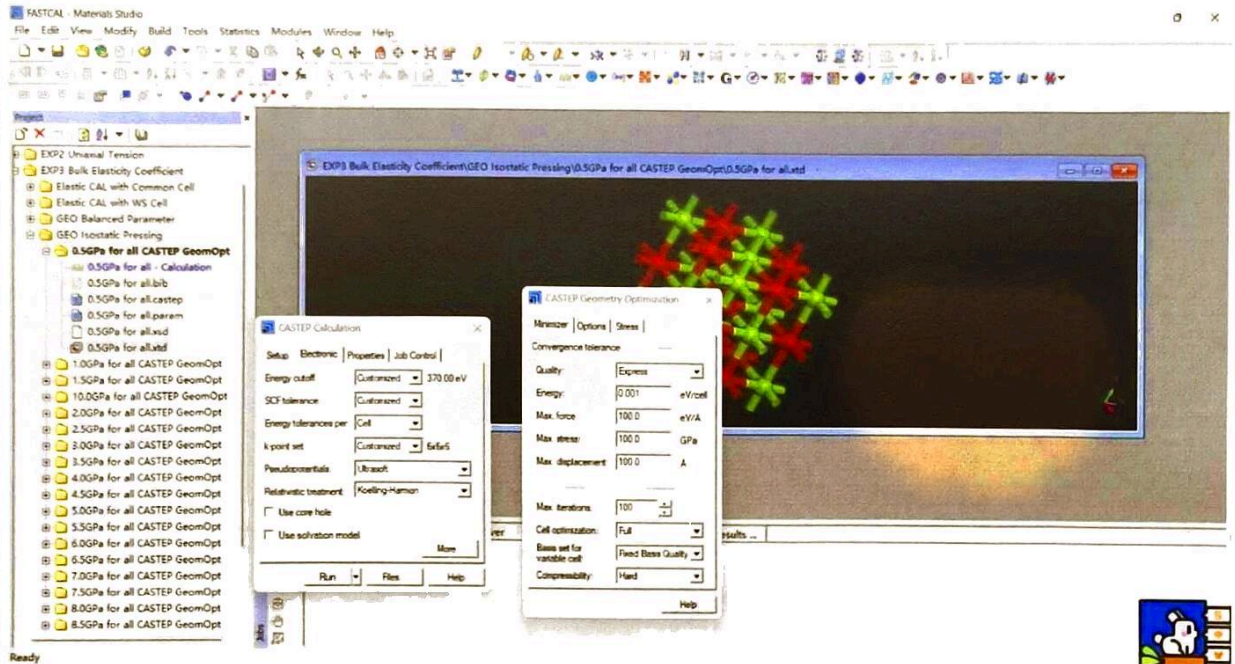 FASTCAL - Materials Studio
File Edit View Modify Build Tools Statistics Modules Window Help
Project
EXP2 Uniaxial Tension
EXP3 Bulk Elasticity Coefficient
Elastic CAL with Common Cell
Elastic CAL with WS Cell
GEO Balanced Parameter
GEO Isostatic Pressing
0.5GPa for all CASTEP GeomOpt
0.5GPa for all - Calculation
0.5GPa for all.bib
0.5GPa for all.castep
0.5GPa for all.param
0.5GPa for all.xsd
0.5GPa for all.xtd
1.0GPa for all CASTEP GeomOpt
1.5GPa for all CASTEP GeomOpt
10.0GPa for all CASTEP GeomOpt
2.0GPa for all CASTEP GeomOpt
2.5GPa for all CASTEP GeomOpt
3.0GPa for all CASTEP GeomOpt
3.5GPa for all CASTEP GeomOpt
4.0GPa for all CASTEP GeomOpt
4.5GPa for all CASTEP GeomOpt
5.0GPa for all CASTEP GeomOpt
5.5GPa for all CASTEP GeomOpt
6.0GPa for all CASTEP GeomOpt
6.5GPa for all CASTEP GeomOpt
7.0GPa for all CASTEP GeomOpt
7.5GPa for all CASTEP GeomOpt
8.0GPa for all CASTEP GeomOpt
8.5GPa for all CASTEP GeomOpt
Ready
EXP3 Bulk Elasticity Coefficient\GEO Isostatic Pressing\0.5GPa for all CASTEP GeomOpt\0.5GPa for all.xtd
CASTEP Calculation
Setup Electronic Properties Job Control
Energy cutoff Customized 370.00 eV
SCF tolerance Customized
Energy tolerances per Cell
k-point set Customized 5x5x5
Pseudopotentials Ultrasoft
Relativistic treatment Koelling-Harmon
Use core hole
Use solvation model
More
Run Files Help
CASTEP Geometry Optimization
Minimizer Options Stress
Convergence tolerance
Quality: Express
Energy: 0.001 eV/cell
Max. force 100.0 eV/A
Max. stress: 100.0 GPa
Max. displacement 100.0 A
Max. iterations: 100
Cell optimization: Full
Basis set for variable cell: Fixed Basis Quality
Compressibility: Hard
Help
Jobs